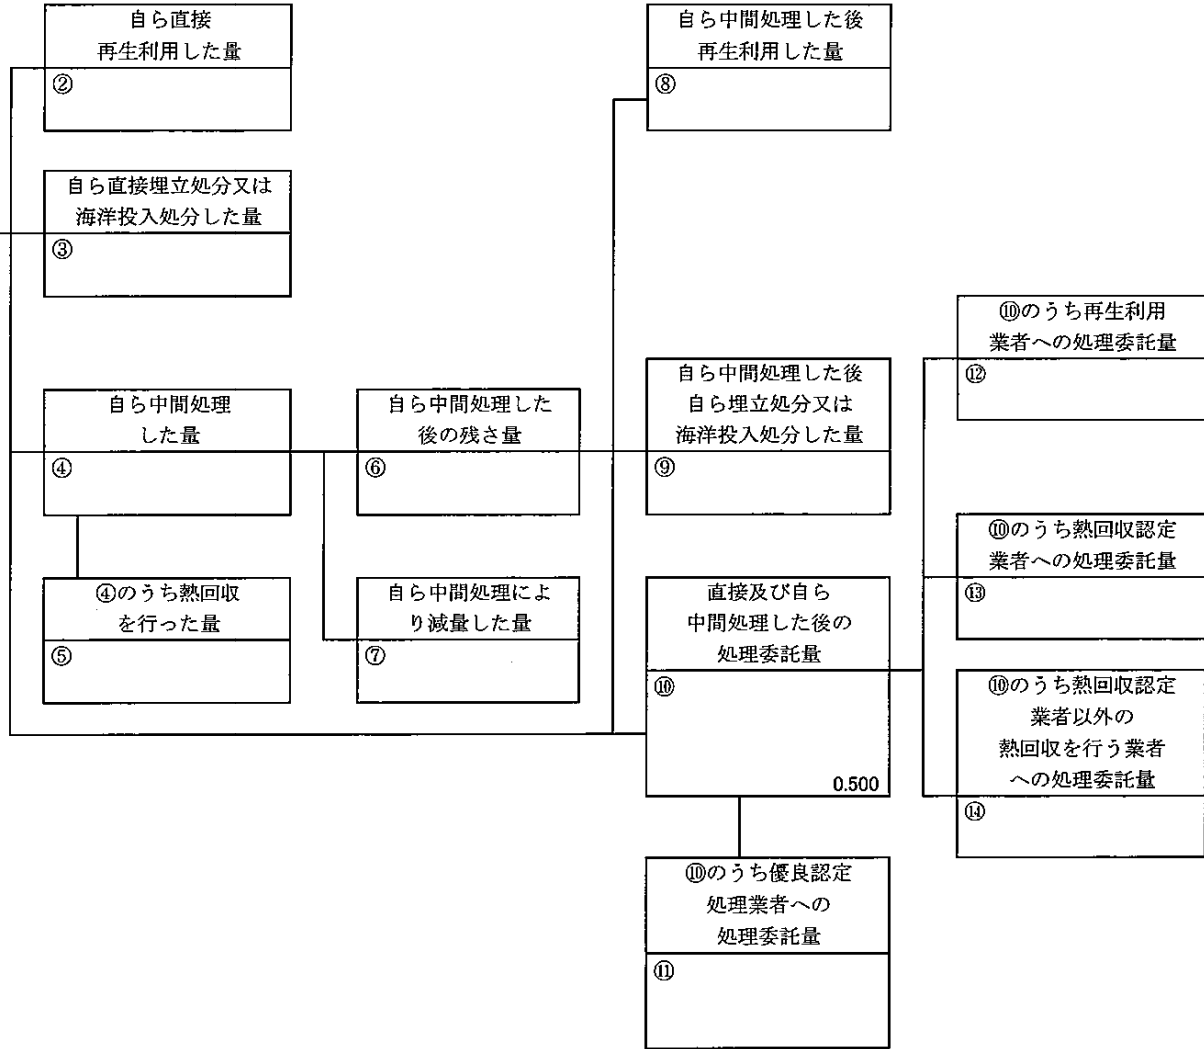 自ら直接
再生利用した量
②
自ら中間処理した後
再生利用した量
⑧
自ら直接埋立処分又は
海洋投入処分した量
③
⑩のうち再生利用
業者への処理委託量
⑫
自ら中間処理
した量
④
自ら中間処理した
後の残さ量
⑥
自ら中間処理した後
自ら埋立処分又は
海洋投入処分した量
⑨
⑩のうち熱回収認定
業者への処理委託量
⑬
④のうち熱回収
を行った量
⑤
自ら中間処理によ
り減量した量
⑦
直接及び自ら
中間処理した後の
処理委託量
⑩
0.500
⑩のうち熱回収認定
業者以外の
熱回収を行う業者
への処理委託量
⑭
⑩のうち優良認定
処理業者への
処理委託量
⑪